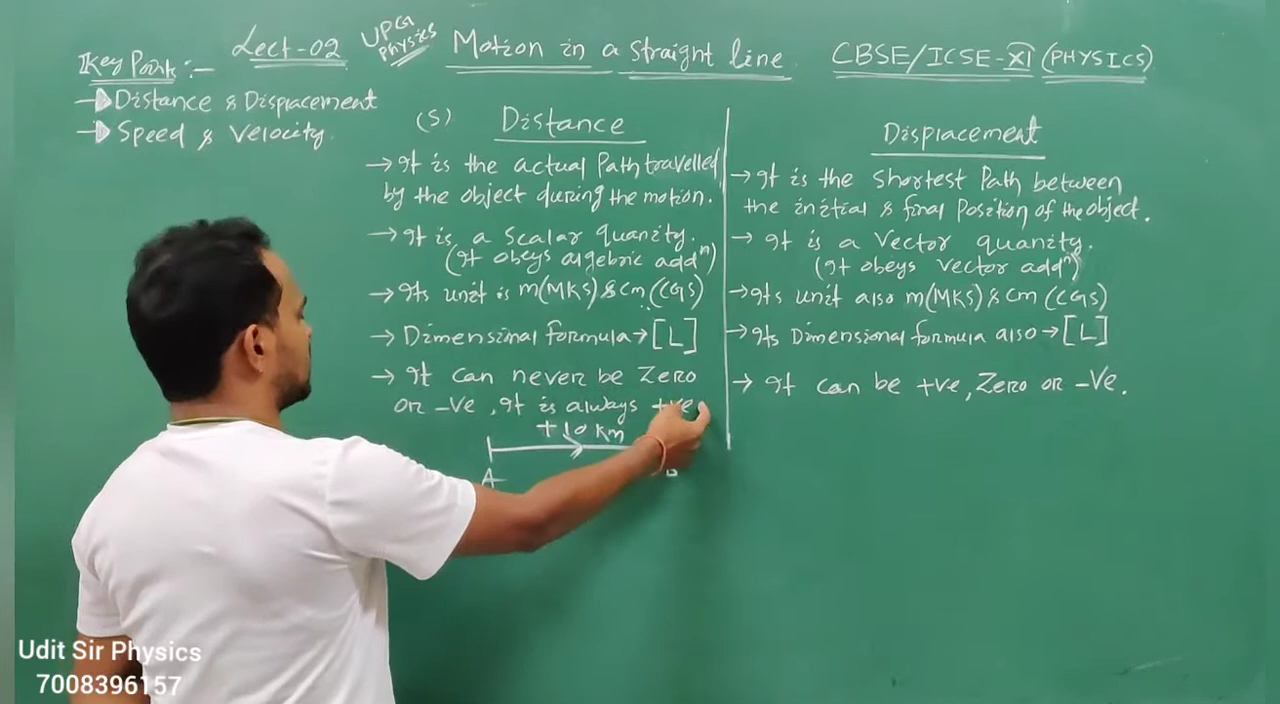 Lect-02
UPG
PHYSICS
Motion in a straight line
CBSE/ICSE-XI (PHYSICS)
Key Points:-
→ Distance & Displacement
→ Speed & Velocity.
(S) Distance
→ It is the actual Path travelled
by the object during the motion.
→ It is a Scalar quanity.
(It obeys algebric addⁿ)
→ Its unit is m(MKS) & Cm (CGS)
→ Dimensional formula → [L]
→ It can never be Zero
or -ve, It is always +ve
+10 km
A B
Displacement
→ It is the Shortest Path between
the initial & final Position of the object.
→ It is a Vector quanity.
(It obeys vector addⁿ)
→ Its unit also m(MKS) & Cm (CGS)
→ Its Dimensional formula also → [L]
→ It can be +ve, Zero or -ve.
Udit Sir Physics
7008396157